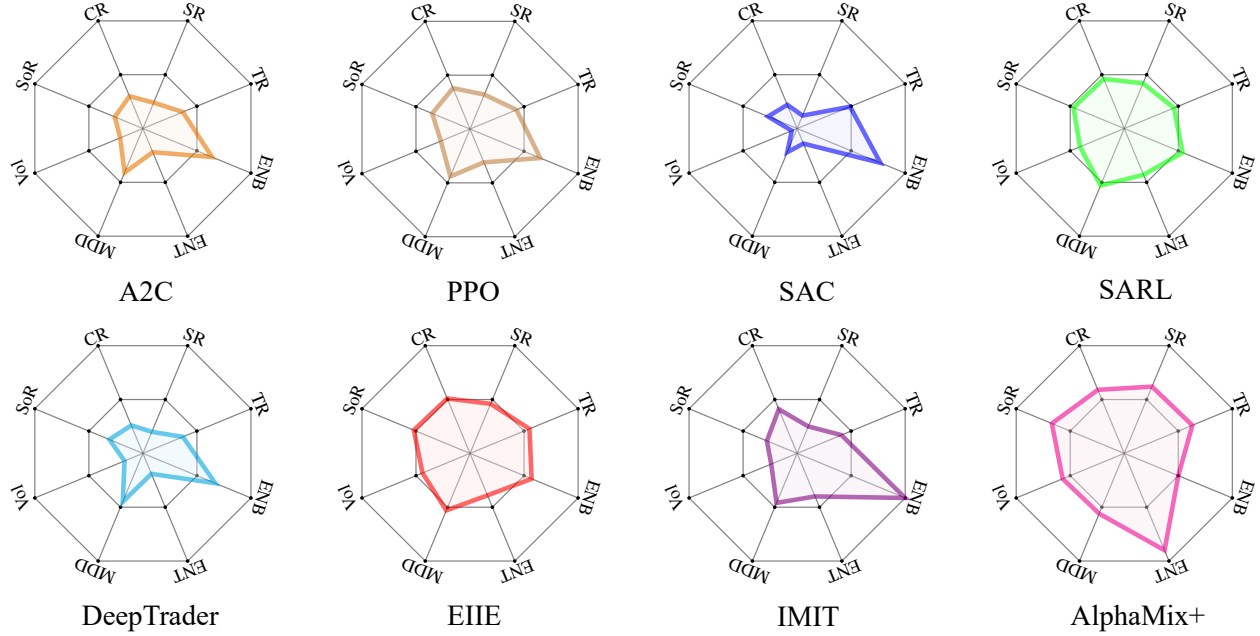 CR SR CR SR CR SR CR SR
SoR TR SoR TR SoR TR SoR TR
Vol ENB Vol ENB Vol ENB Vol ENB
MDD ENT MDD ENT MDD ENT MDD ENT
A2C PPO SAC SARL
CR SR CR SR CR SR CR SR
SoR TR SoR TR SoR TR SoR TR
Vol ENB Vol ENB Vol ENB Vol ENB
MDD ENT MDD ENT MDD ENT MDD ENT
DeepTrader EIIE IMIT AlphaMix+